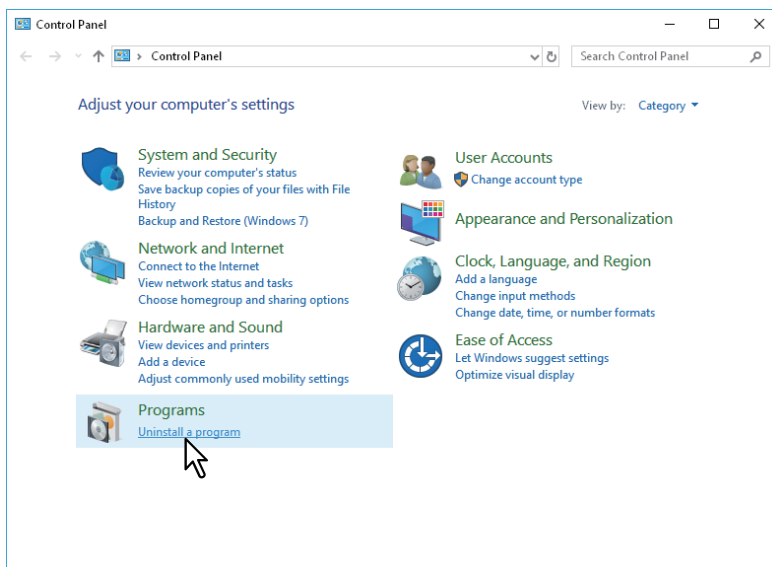 Control Panel
Control Panel
Search Control Panel
Adjust your computer's settings
View by: Category
System and Security
Review your computer's status
Save backup copies of your files with File
History
Backup and Restore (Windows 7)
Network and Internet
Connect to the Internet
View network status and tasks
Choose homegroup and sharing options
Hardware and Sound
View devices and printers
Add a device
Adjust commonly used mobility settings
Programs
Uninstall a program
User Accounts
Change account type
Appearance and Personalization
Clock, Language, and Region
Add a language
Change input methods
Change date, time, or number formats
Ease of Access
Let Windows suggest settings
Optimize visual display